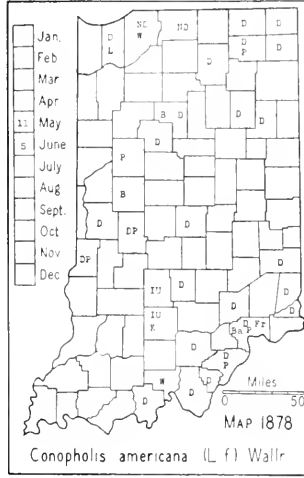 Jan.
Feb
Mar
Apr
11 May
5 June
July
Aug
Sept.
Oct
Nov
Dec
D L
W
ND
D P
D
D
D
D
D
B D
D
P
B
D
DP
D
DP
D
IU
D
D
D
IU K
D
Ba P
D Fr
D
D P
W
D
D
D
Miles
0 50
MAP 1878
Conopholis americana (L f) Wallr